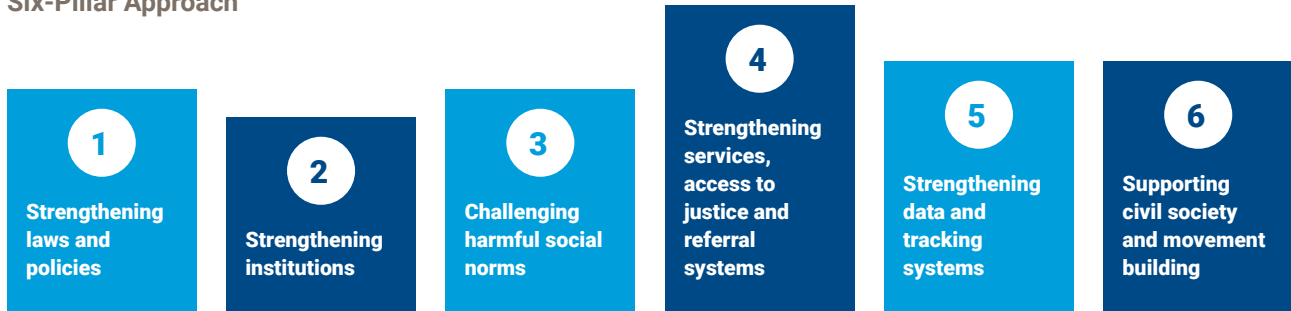 Six-Pillar Approach
1
Strengthening
laws and
policies
2
Strengthening
institutions
3
Challenging
harmful social
norms
4
Strengthening
services,
access to
justice and
referral
systems
5
Strengthening
data and
tracking
systems
6
Supporting
civil society
and movement
building